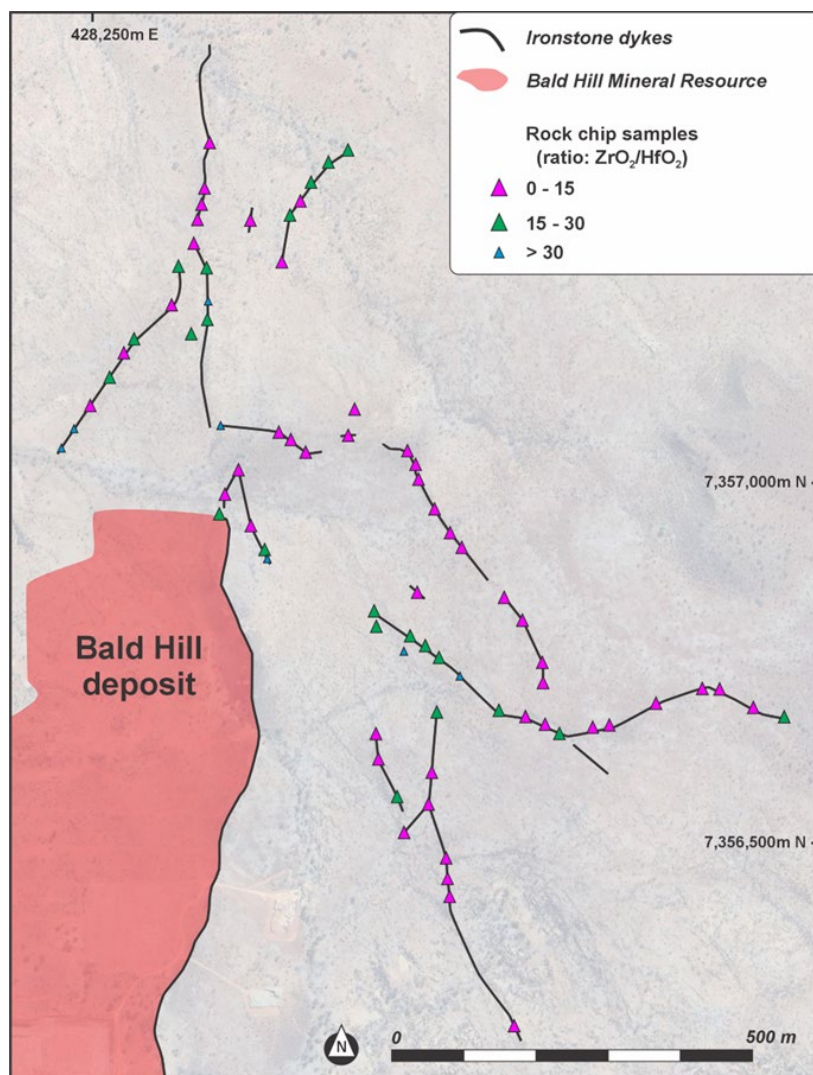 428,250m E
Ironstone dykes
Bald Hill Mineral Resource
Rock chip samples
(ratio: ZrO₂/HfO₂)
0 - 15
15 - 30
> 30
7,357,000m N
Bald Hill
deposit
7,356,500m N
N
0
500 m